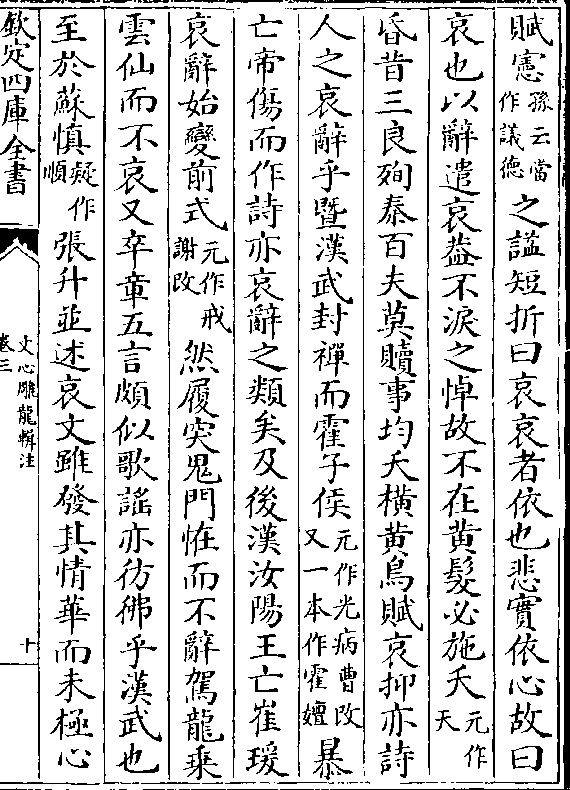 賦憲孫云當作議德之諡短折曰哀哀者依也悲實依心故曰
哀也以辭遣哀葢不淚之悼故不在黃髮必施夭元作天
昏昔三良殉秦百夫莫贖事均夭橫黃鳥賦哀抑亦詩
人之哀辭乎暨漢武封禪而霍子侯元作光病曹改又一本作霍嬗暴
亡帝傷而作詩亦哀辭之類矣及後漢汝陽王亡崔瑗
哀辭始變前式元作戒謝改然履突鬼門恠而不辭駕龍乘
雲仙而不哀又卒章五言頗似歌謡亦彷彿乎漢武也
至於蘇慎疑作順張升並述哀文雖發其情華而未極心
欽定四庫全書
文心雕龍輯注
卷三
十